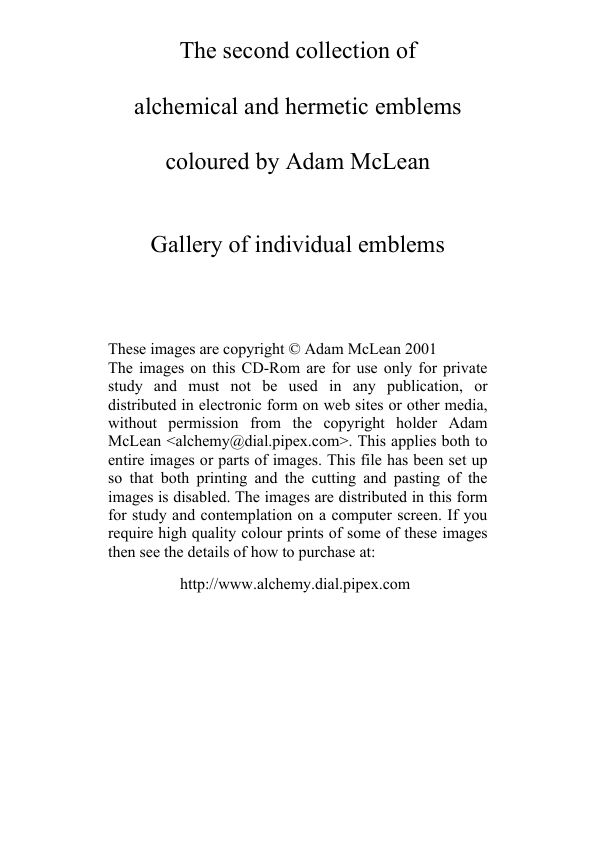 The second collection of
alchemical and hermetic emblems
coloured by Adam McLean
Gallery of individual emblems
These images are copyright © Adam McLean 2001
The images on this CD-Rom are for use only for private
study and must not be used in any publication, or
distributed in electronic form on web sites or other media,
without permission from the copyright holder Adam
McLean <alchemy@dial.pipex.com>. This applies both to
entire images or parts of images. This file has been set up
so that both printing and the cutting and pasting of the
images is disabled. The images are distributed in this form
for study and contemplation on a computer screen. If you
require high quality colour prints of some of these images
then see the details of how to purchase at:
http://www.alchemy.dial.pipex.com